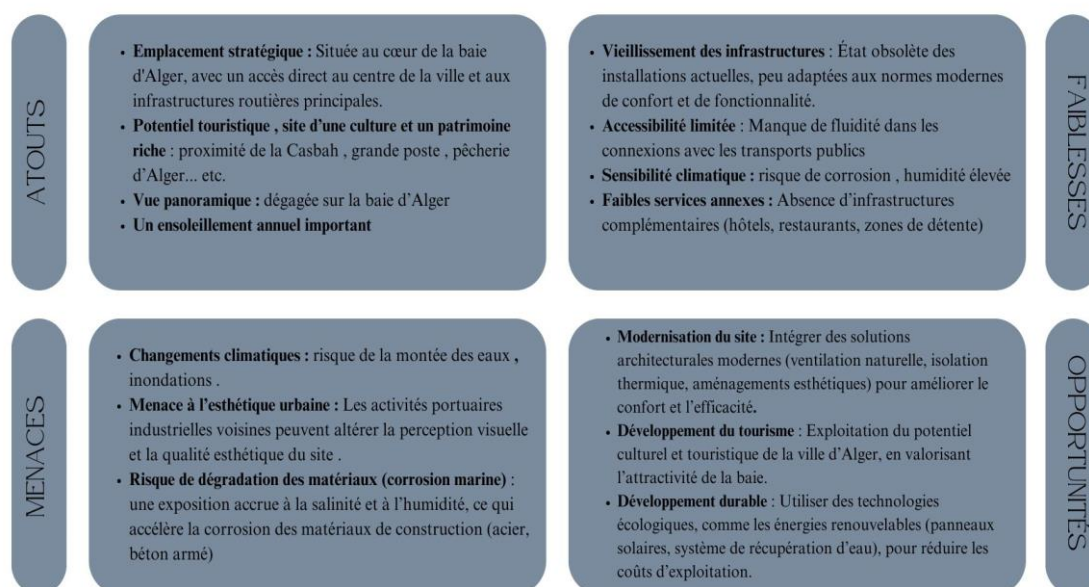 ATOUTS
• Emplacement stratégique : Située au cœur de la baie
d'Alger, avec un accès direct au centre de la ville et aux
infrastructures routières principales.
• Potentiel touristique , site d'une culture et un patrimoine
riche : proximité de la Casbah , grande poste , pêcherie
d'Alger... etc.
• Vue panoramique : dégagée sur la baie d'Alger
• Un ensoleillement annuel important
• Vieillissement des infrastructures : État obsolète des
installations actuelles, peu adaptées aux normes modernes
de confort et de fonctionnalité.
• Accessibilité limitée : Manque de fluidité dans les
connexions avec les transports publics
• Sensibilité climatique : risque de corrosion , humidité élevée
• Faibles services annexes : Absence d'infrastructures
complémentaires (hôtels, restaurants, zones de détente)
FAIBLESSES
MENACES
• Changements climatiques : risque de la montée des eaux ,
inondations .
• Menace à l'esthétique urbaine : Les activités portuaires
industrielles voisines peuvent altérer la perception visuelle
et la qualité esthétique du site .
• Risque de dégradation des matériaux (corrosion marine) :
une exposition accrue à la salinité et à l'humidité, ce qui
accélère la corrosion des matériaux de construction (acier,
béton armé)
• Modernisation du site : Intégrer des solutions
architecturales modernes (ventilation naturelle, isolation
thermique, aménagements esthétiques) pour améliorer le
confort et l'efficacité.
• Développement du tourisme : Exploitation du potentiel
culturel et touristique de la ville d'Alger, en valorisant
l'attractivité de la baie.
• Développement durable : Utiliser des technologies
écologiques, comme les énergies renouvelables (panneaux
solaires, système de récupération d'eau), pour réduire les
coûts d'exploitation.
OPPORTUNITÉS